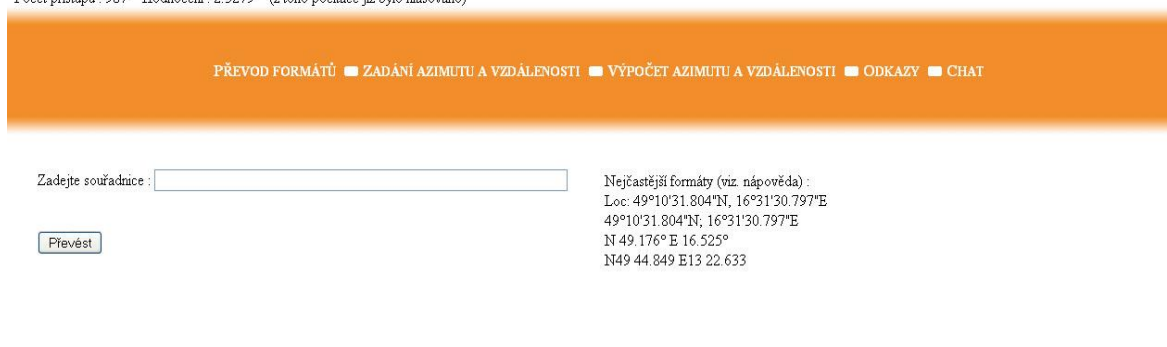 PŘEVOD FORMÁTŮ ZADÁNÍ AZIMUTU A VZDÁLENOSTI VÝPOČET AZIMUTU A VZDÁLENOSTI ODKAZY CHAT
Zadejte souřadnice :
Převést
Nejčastější formáty (viz. nápověda) :
Loc: 49°10'31.804"N, 16°31'30.797"E
49°10'31.804"N; 16°31'30.797"E
N 49.176° E 16.525°
N49 44.849 E13 22.633